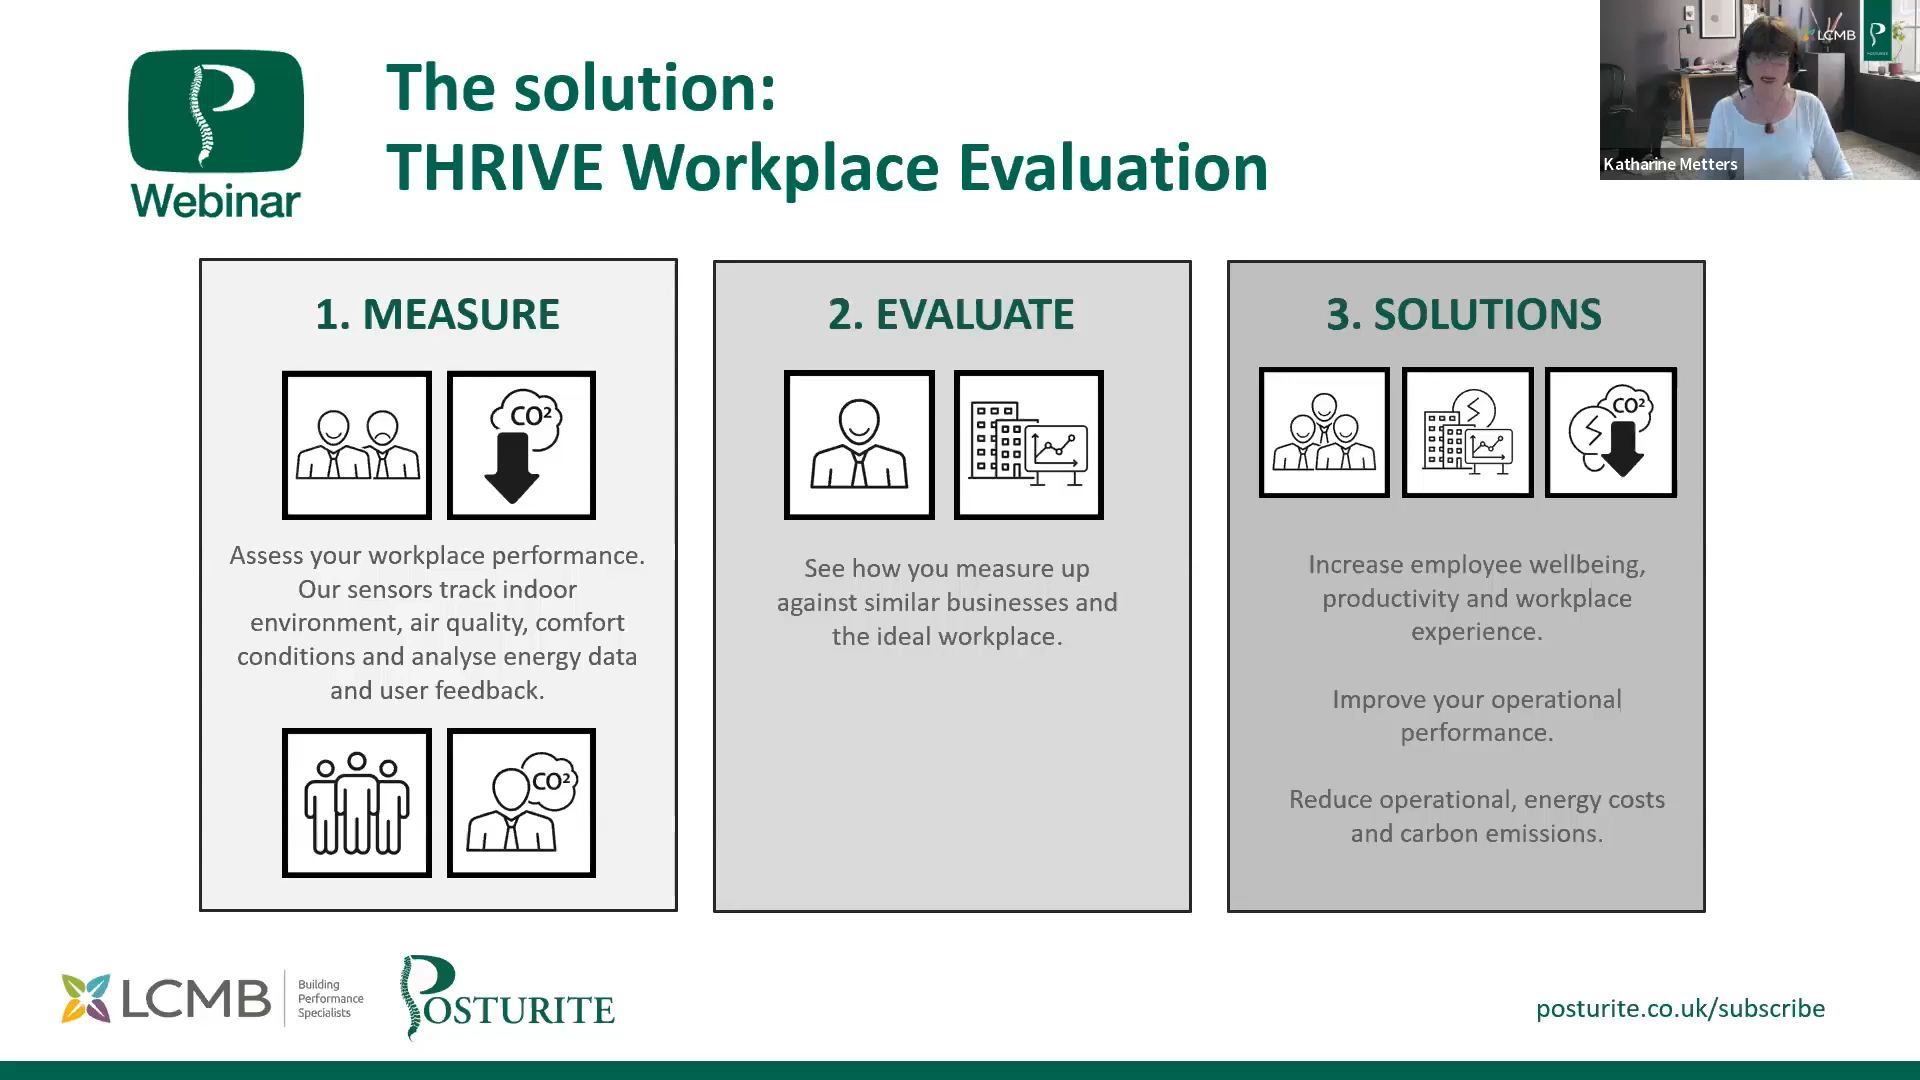 Webinar
The solution:
THRIVE Workplace Evaluation
LCMB
Katharine Metters
1. MEASURE
CO²
Assess your workplace performance.
Our sensors track indoor
environment, air quality, comfort
conditions and analyse energy data
and user feedback.
CO²
2. EVALUATE
See how you measure up
against similar businesses and
the ideal workplace.
3. SOLUTIONS
CO²
Increase employee wellbeing,
productivity and workplace
experience.
Improve your operational
performance.
Reduce operational, energy costs
and carbon emissions.
LCMB
Building
Performance
Specialists
POSTURITE
posturite.co.uk/subscribe